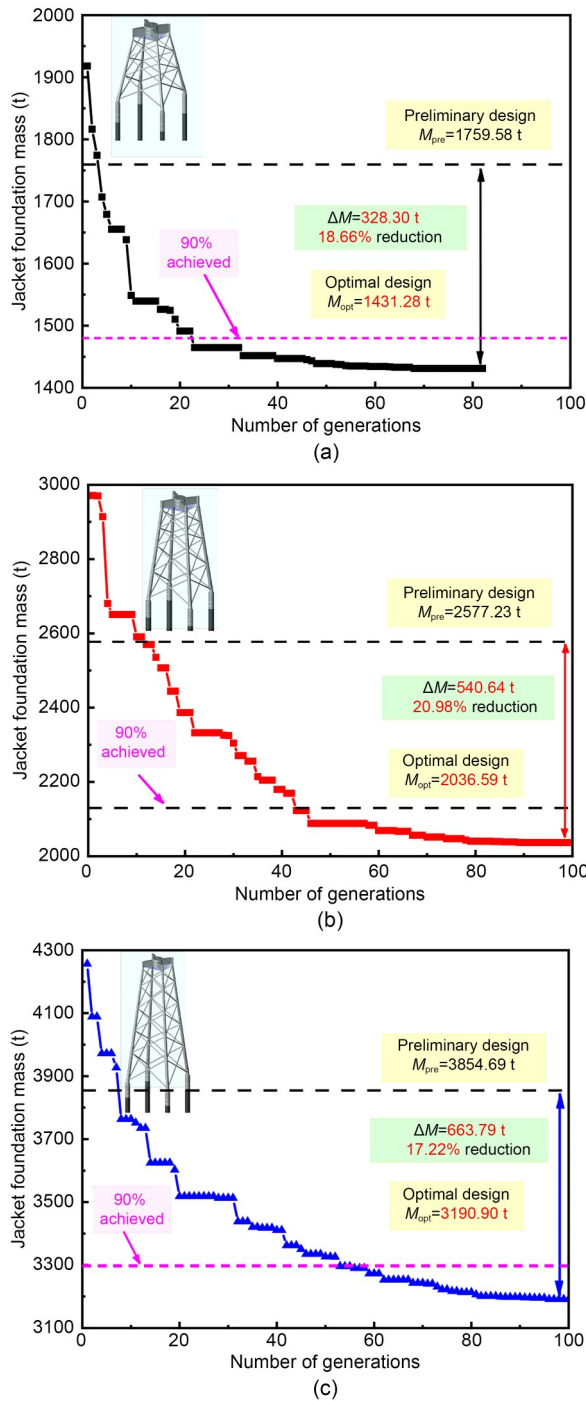 2000
1900
1800
1700
1600
1500
1400
Jacket foundation mass (t)
Preliminary design
Mpre=1759.58 t
ΔM=328.30 t
18.66% reduction
90%
achieved
Optimal design
Mopt=1431.28 t
0 20 40 60 80 100
Number of generations
(a)
3000
2800
2600
2400
2200
2000
Jacket foundation mass (t)
Preliminary design
Mpre=2577.23 t
ΔM=540.64 t
20.98% reduction
90%
achieved
Optimal design
Mopt=2036.59 t
0 20 40 60 80 100
Number of generations
(b)
4300
4100
3900
3700
3500
3300
3100
Jacket foundation mass (t)
Preliminary design
Mpre=3854.69 t
ΔM=663.79 t
17.22% reduction
90%
achieved
Optimal design
Mopt=3190.90 t
0 20 40 60 80 100
Number of generations
(c)